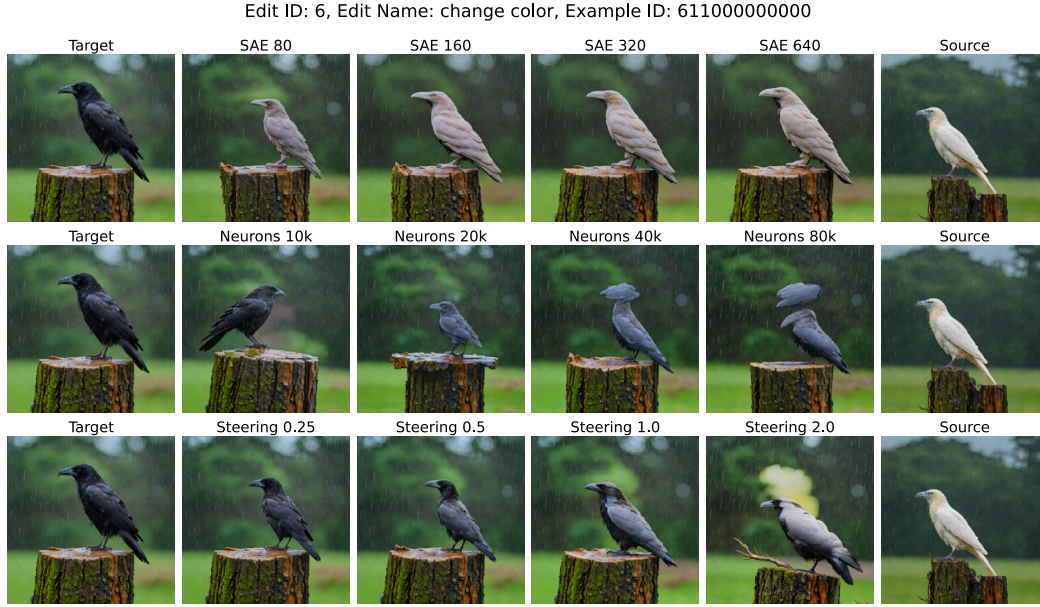 Edit ID: 6, Edit Name: change color, Example ID: 611000000000
Target SAE 80 SAE 160 SAE 320 SAE 640 Source
Target Neurons 10k Neurons 20k Neurons 40k Neurons 80k Source
Target Steering 0.25 Steering 0.5 Steering 1.0 Steering 2.0 Source